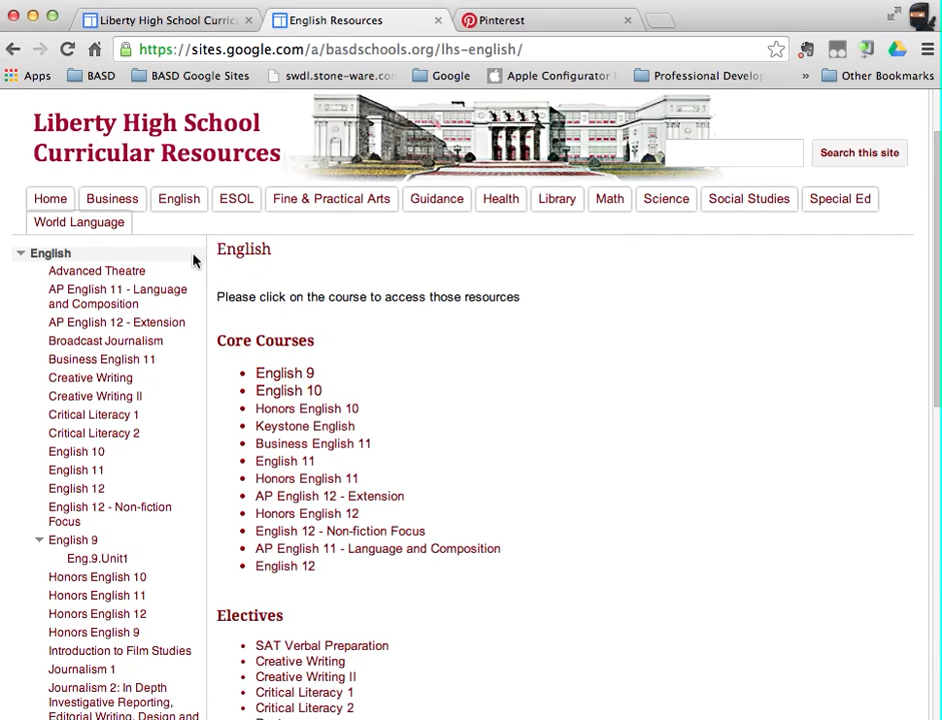 Liberty High School Curricu
English Resources
Pinterest
https://sites.google.com/a/basdschools.org/lhs-english/
Apps BASD BASD Google Sites swdl.stone-ware.con Google Apple Configurator Professional Develop » Other Bookmarks
Liberty High School
Curricular Resources
Search this site
Home Business English ESOL Fine & Practical Arts Guidance Health Library Math Science Social Studies Special Ed
World Language
English
Advanced Theatre
AP English 11 - Language
and Composition
AP English 12 - Extension
Broadcast Journalism
Business English 11
Creative Writing
Creative Writing II
Critical Literacy 1
Critical Literacy 2
English 10
English 11
English 12
English 12 - Non-fiction
Focus
English 9
Eng.9.Unit1
Honors English 10
Honors English 11
Honors English 12
Honors English 9
Introduction to Film Studies
Journalism 1
Journalism 2: In Depth
Investigative Reporting,
Editorial Writing, Design and
English
Please click on the course to access those resources
Core Courses
• English 9
• English 10
• Honors English 10
• Keystone English
• Business English 11
• English 11
• Honors English 11
• AP English 12 - Extension
• Honors English 12
• English 12 - Non-fiction Focus
• AP English 11 - Language and Composition
• English 12
Electives
• SAT Verbal Preparation
• Creative Writing
• Creative Writing II
• Critical Literacy 1
• Critical Literacy 2